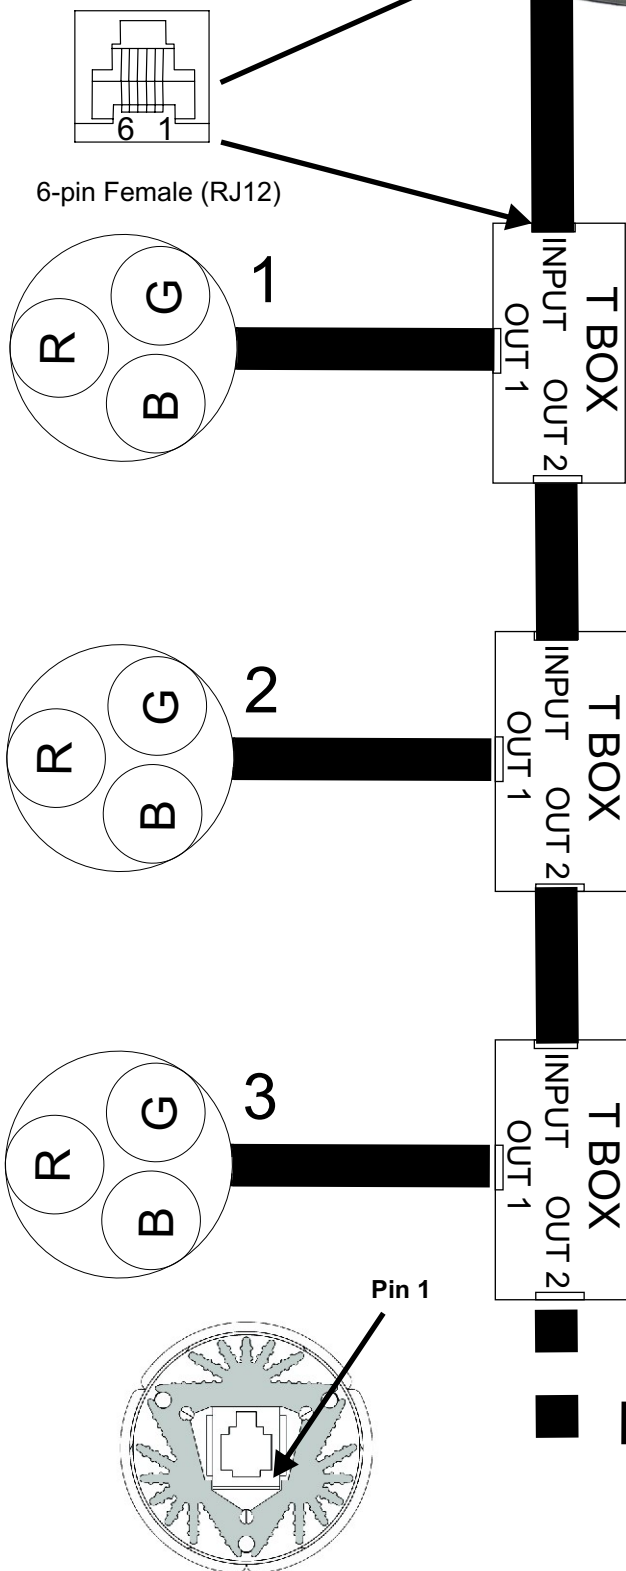 6 1
6-pin Female (RJ12)
1
R
G
B
INPUT
OUT 1
OUT 2
T BOX
2
R
G
B
INPUT
OUT 1
OUT 2
T BOX
3
R
G
B
INPUT
OUT 1
OUT 2
T BOX
Pin 1